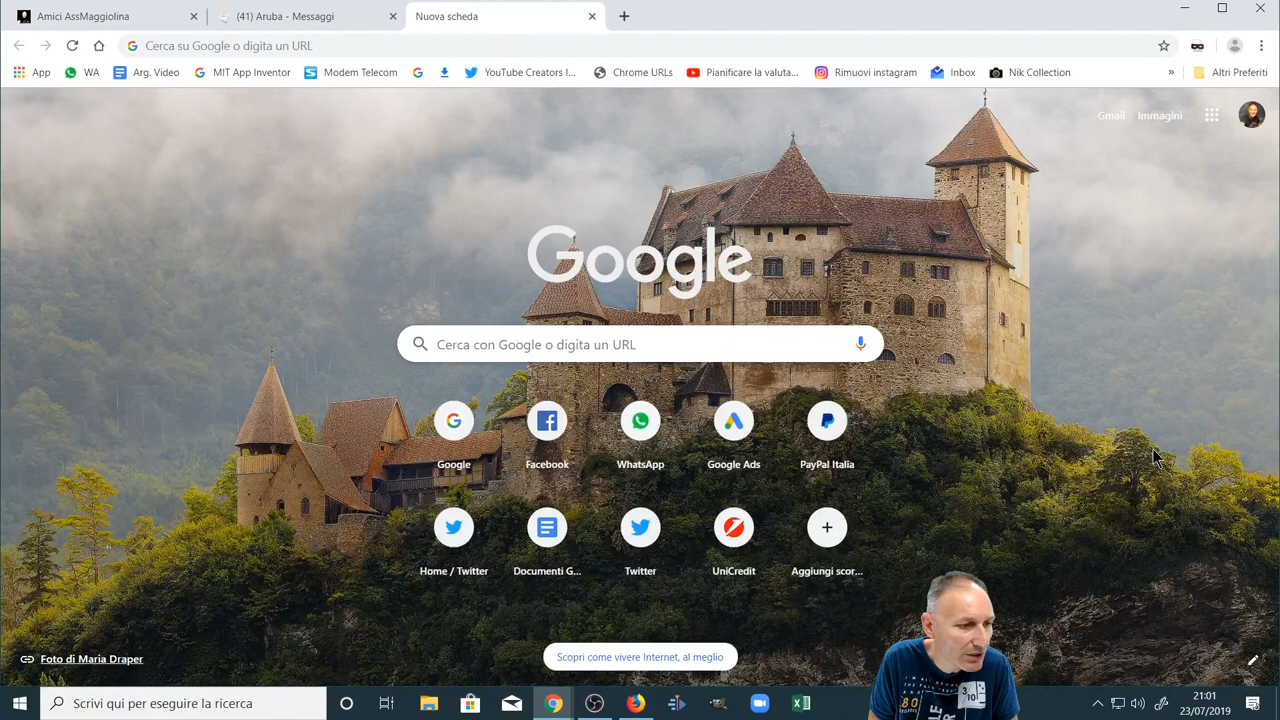 Amici AssMaggiolina
(41) Aruba - Messaggi
Nuova scheda
Cerca su Google o digita un URL
App
WA
Arg. Video
MIT App Inventor
Modem Telecom
YouTube Creators I...
Chrome URLs
Pianificare la valuta...
Rimuovi instagram
Inbox
Nik Collection
»
Altri Preferiti
Gmail
Immagini
Google
Cerca con Google o digita un URL
Google
Facebook
WhatsApp
Google Ads
PayPal Italia
Home / Twitter
Documenti G...
Twitter
UniCredit
Aggiungi scor...
Foto di Maria Draper
Scopri come vivere Internet, al meglio
Scrivi qui per eseguire la ricerca
21:01
23/07/2019